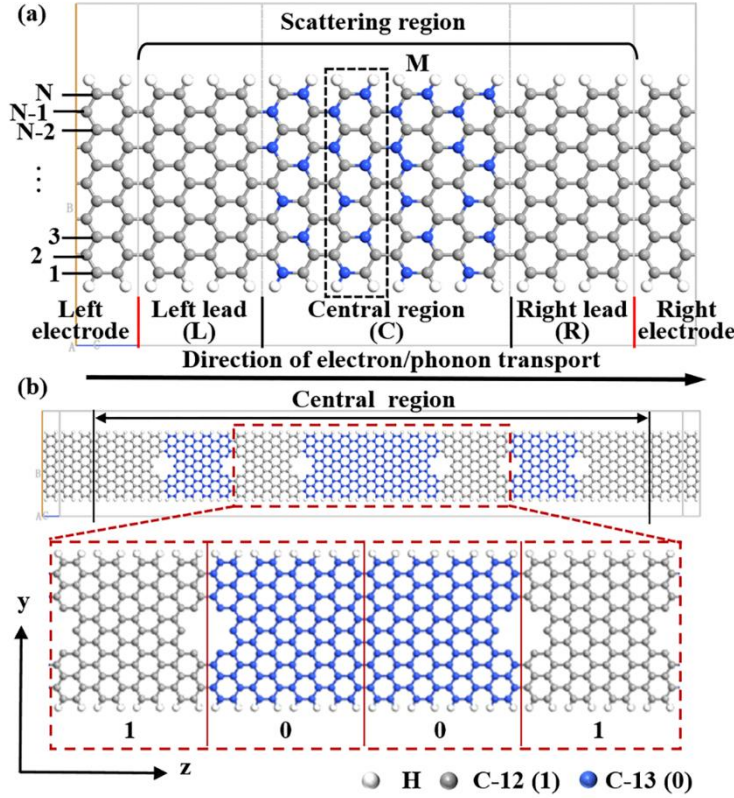 (a)
Scattering region
M
N
N-1
N-2
⋮
3
2
1
B
A
C
Left electrode
Left lead (L)
Central region (C)
Right lead (R)
Right electrode
Direction of electron/phonon transport
(b)
Central region
B
A
C
y
1 0 0 1
z
H C-12 (1) C-13 (0)